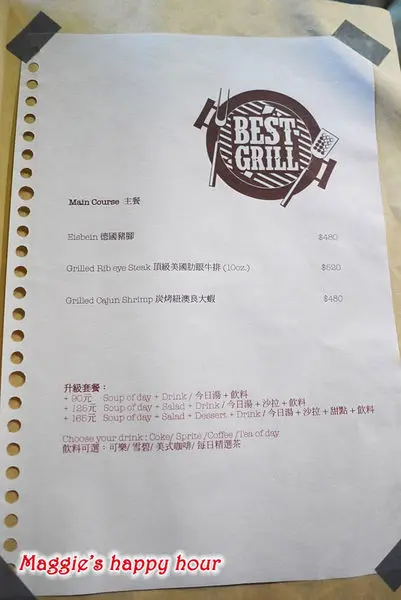 BEST-
GRILL
Main Course 主餐
Eisbein 德國豬腳 $480
Grilled Rib eye Steak 頂級美國肋眼牛排 (10oz.) $520
Grilled Cajun Shrimp 炭烤紐澳良大蝦 $480
升級套餐：
+ 90元 Soup of day + Drink / 今日湯 + 飲料
+ 125元 Soup of day + Salad + Drink / 今日湯 + 沙拉 + 飲料
+ 165元 Soup of day + Salad + Dessert + Drink / 今日湯 + 沙拉 + 甜點 + 飲料
Choose your drink : Coke/ Sprite /Coffee /Tea of day
飲料可選：可樂/ 雪碧/ 美式咖啡/ 每日精選茶
Maggie's happy hour